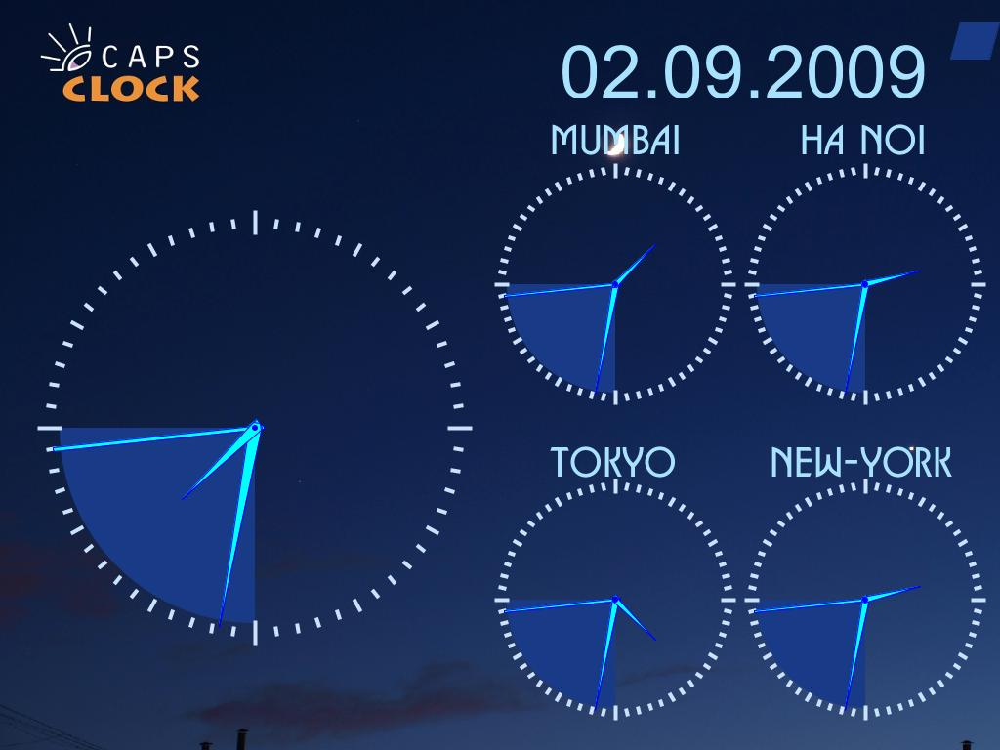 CAPS
CLOCK
02.09.2009
MUMBAI
HA NOI
TOKYO
NEW-YORK